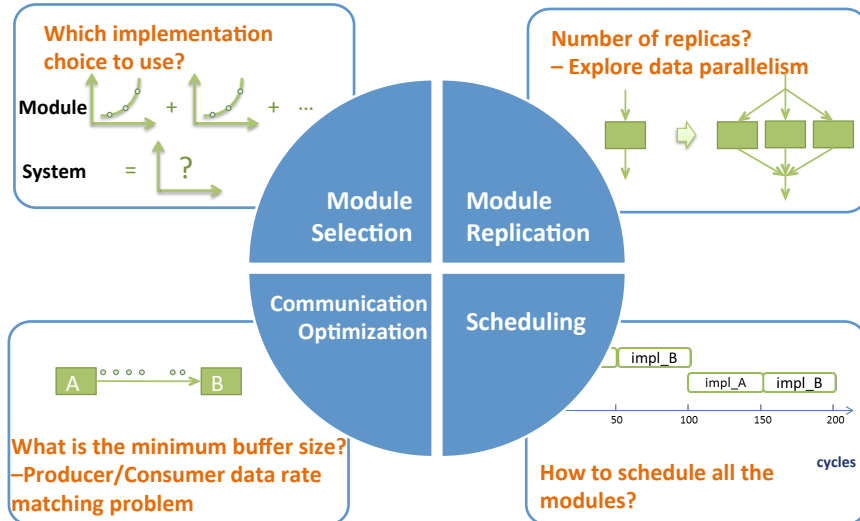 Which implementation
choice to use?
Module + + ...
System = ?
Number of replicas?
– Explore data parallelism
Module
Selection
Module
Replication
Communication
Optimization
Scheduling
A B
What is the minimum buffer size?
–Producer/Consumer data rate
matching problem
impl_B
impl_A impl_B
50 100 150 200
cycles
How to schedule all the
modules?